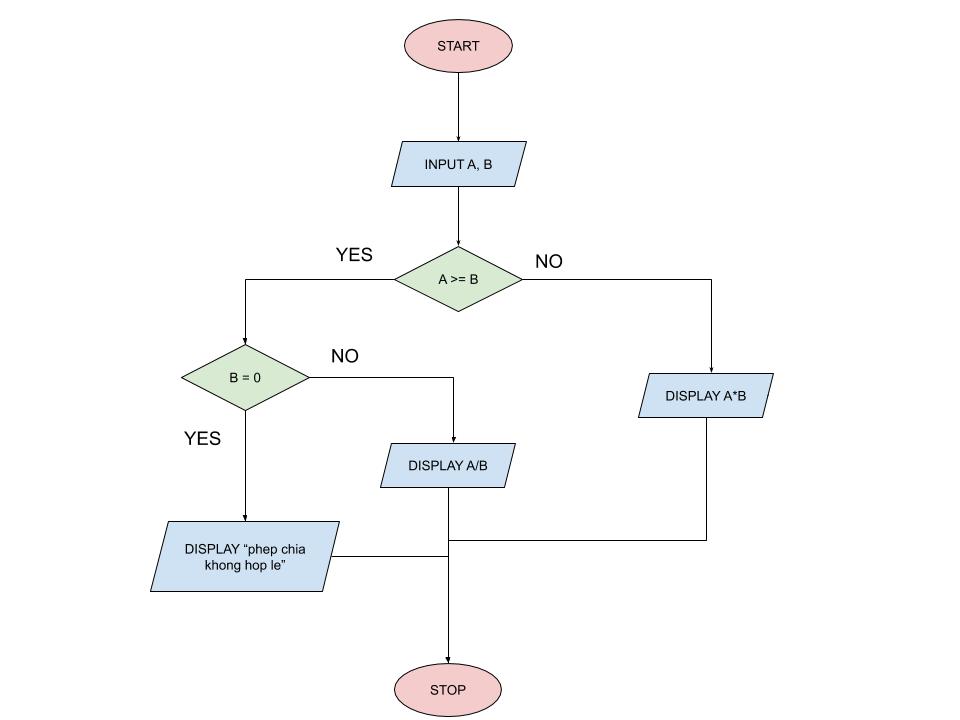 START
INPUT A, B
YES
NO
A >= B
NO
B = 0
DISPLAY A*B
YES
DISPLAY A/B
DISPLAY “phep chia
khong hop le”
STOP